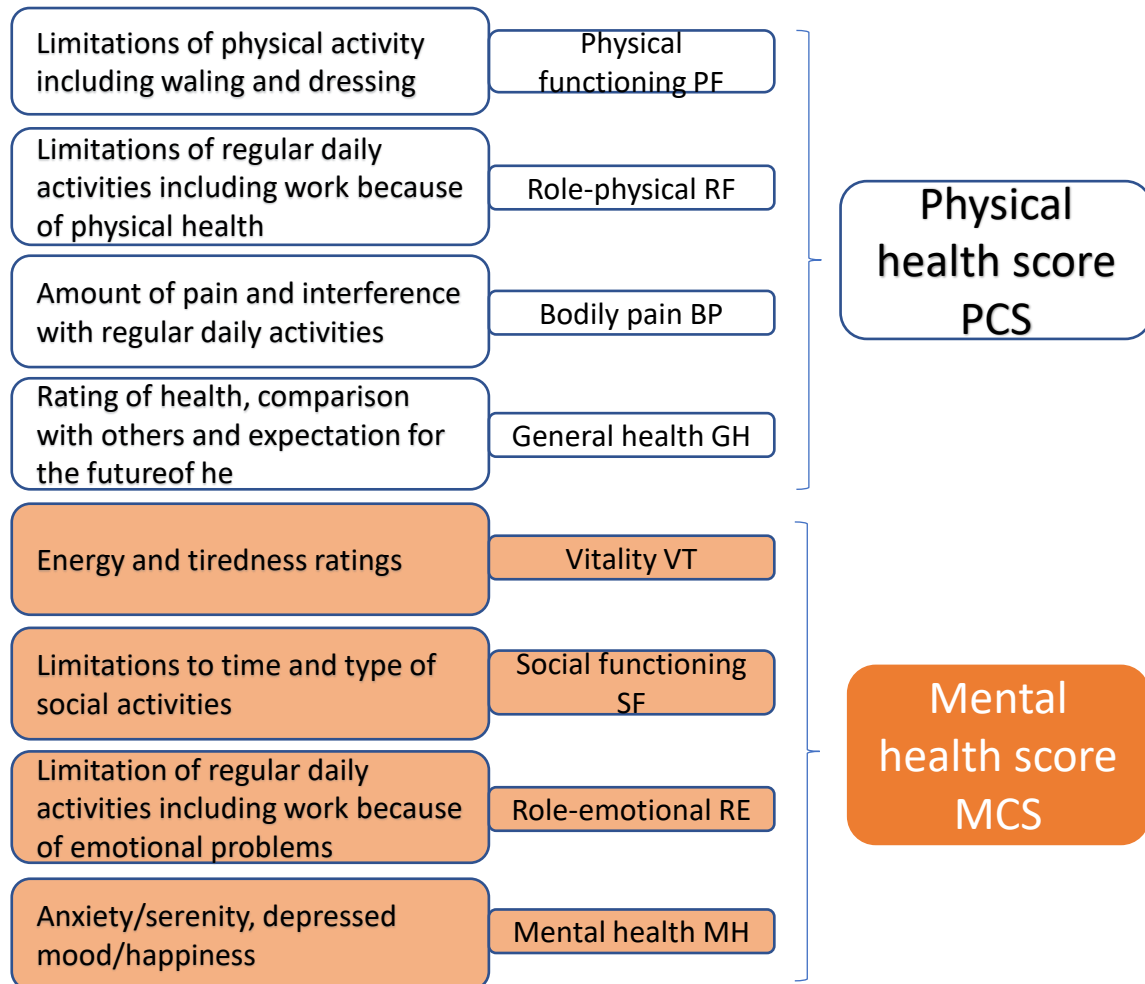 Limitations of physical activity
including waling and dressing
Physical
functioning PF
Limitations of regular daily
activities including work because
of physical health
Role-physical RF
Amount of pain and interference
with regular daily activities
Bodily pain BP
Rating of health, comparison
with others and expectation for
the futureof he
General health GH
Physical
health score
PCS
Energy and tiredness ratings
Vitality VT
Limitations to time and type of
social activities
Social functioning
SF
Limitation of regular daily
activities including work because
of emotional problems
Role-emotional RE
Anxiety/serenity, depressed
mood/happiness
Mental health MH
Mental
health score
MCS